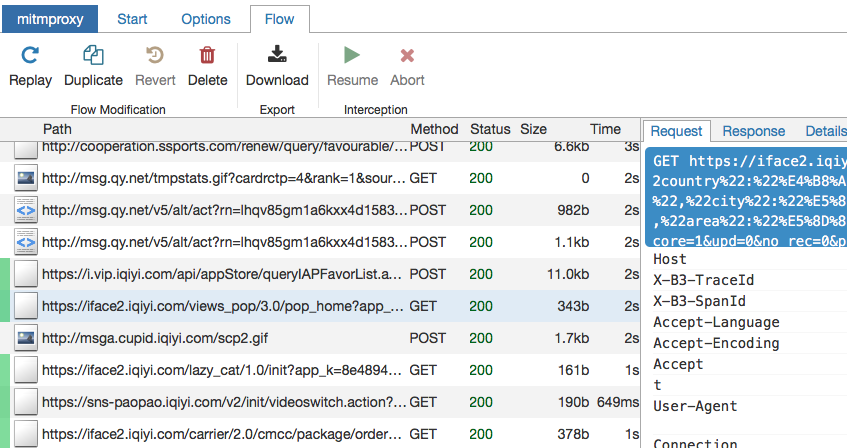 mitmproxy Start Options Flow
Replay Duplicate Revert Delete Download Resume Abort
Flow Modification Export Interception
Path Method Status Size Time
http://cooperation.ssports.com/renew/query/favourable/... POST 200 6.6kb 3s
http://msg.qy.net/tmpstats.gif?cardrctp=4&rank=1&sour... GET 200 0 2s
http://msg.qy.net/v5/alt/act?rn=lhqv85gm1a6kxx4d1583... POST 200 982b 2s
http://msg.qy.net/v5/alt/act?rn=lhqv85gm1a6kxx4d1583... POST 200 1.1kb 2s
https://i.vip.iqiyi.com/api/appStore/queryIAPFavorList.a... POST 200 11.0kb 2s
https://iface2.iqiyi.com/views_pop/3.0/pop_home?app_... GET 200 343b 2s
http://msga.cupid.iqiyi.com/scp2.gif POST 200 1.7kb 2s
https://iface2.iqiyi.com/lazy_cat/1.0/init?app_k=8e4894... GET 200 161b 1s
https://sns-paopao.iqiyi.com/v2/init/videoswitch.action?... GET 200 190b 649ms
https://iface2.iqiyi.com/carrier/2.0/cmcc/package/order... GET 200 378b 1s
Request Response Details
GET https://iface2.iqiy
2country%22:%22%E4%B8%A
%22,%22city%22:%22%E5%8
,%22area%22:%22%E5%8D%8
core=1&upd=0&no_rec=0&p
Host
X-B3-TraceId
X-B3-SpanId
Accept-Language
Accept-Encoding
Accept
t
User-Agent
Connection